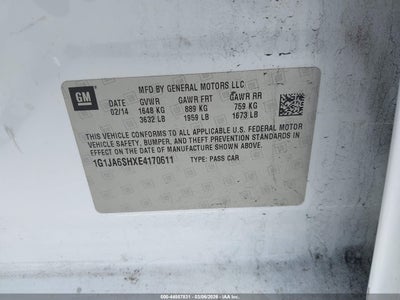 GM
MFD BY GENERAL MOTORS LLC
DATE GVWR GAWR FRT GAWR RR
02/14 1648 KG 889 KG 759 KG
3632 LB 1959 LB 1673 LB
THIS VEHICLE CONFORMS TO ALL APPLICABLE U.S. FEDERAL MOTOR
VEHICLE SAFETY, BUMPER, AND THEFT PREVENTION STANDARDS IN
EFFECT ON THE DATE OF MANUFACTURE SHOWN ABOVE.
1G1JA6SHXE4170611 TYPE: PASS CAR